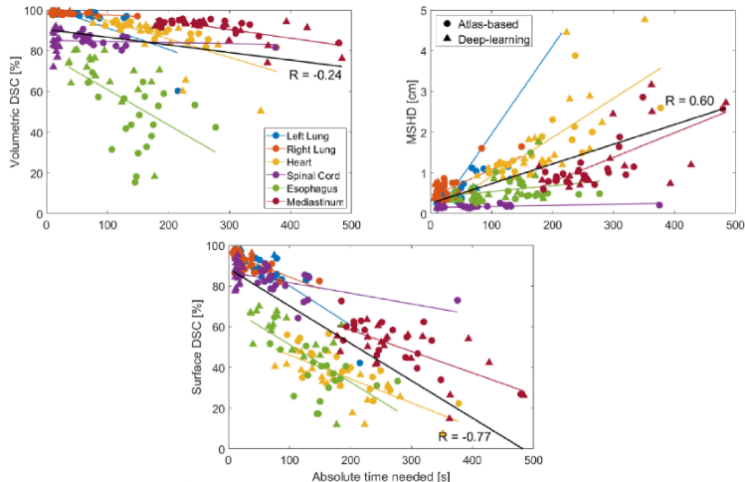 Volumetric DSC [%]
100
80
60
40
20
0
0 100 200 300 400 500
R = -0.24
Left Lung
Right Lung
Heart
Spinal Cord
Esophagus
Mediastinum
MSHD [cm]
5
4
3
2
1
0
0 100 200 300 400 500
Atlas-based
Deep-learning
R = 0.60
Surface DSC [%]
100
80
60
40
20
0
0 100 200 300 400 500
R = -0.77
Absolute time needed [s]